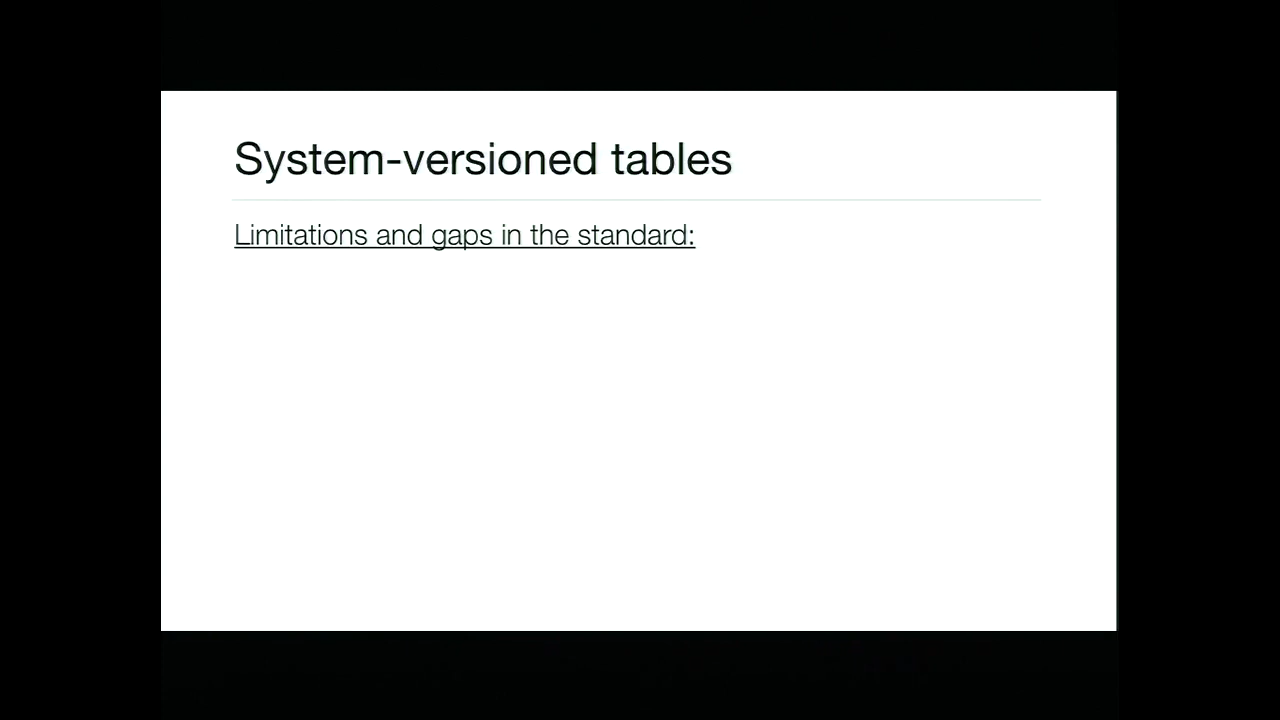 System-versioned tables
Limitations and gaps in the standard: